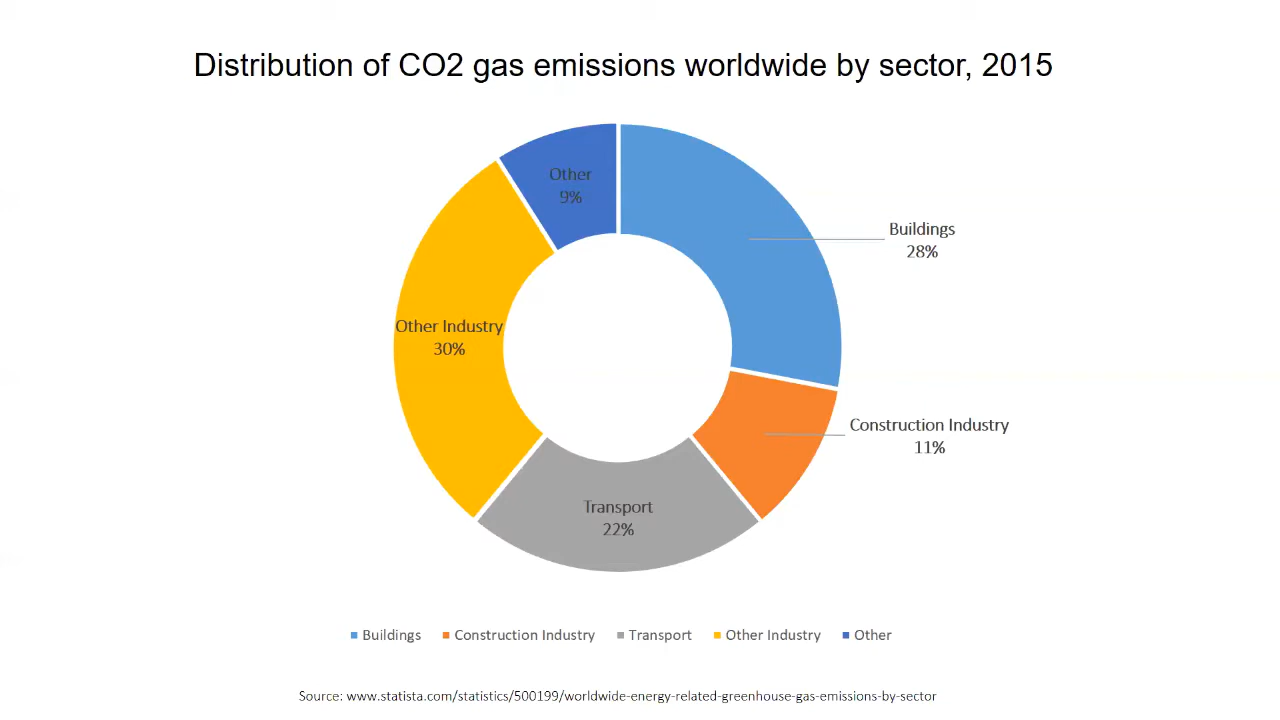 Distribution of CO2 gas emissions worldwide by sector, 2015
Other
9%
Buildings
28%
Other Industry
30%
Construction Industry
11%
Transport
22%
Buildings Construction Industry Transport Other Industry Other
Source: www.statista.com/statistics/500199/worldwide-energy-related-greenhouse-gas-emissions-by-sector